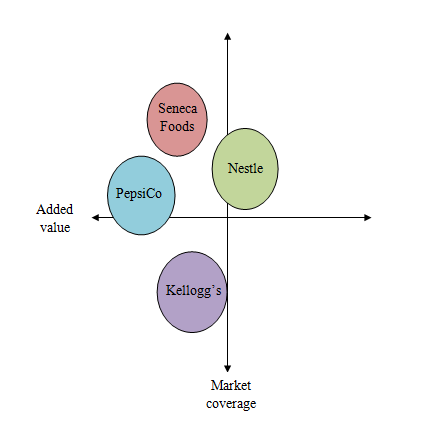 Seneca
Foods
Nestle
PepsiCo
Added
value
Kellogg’s
Market
coverage